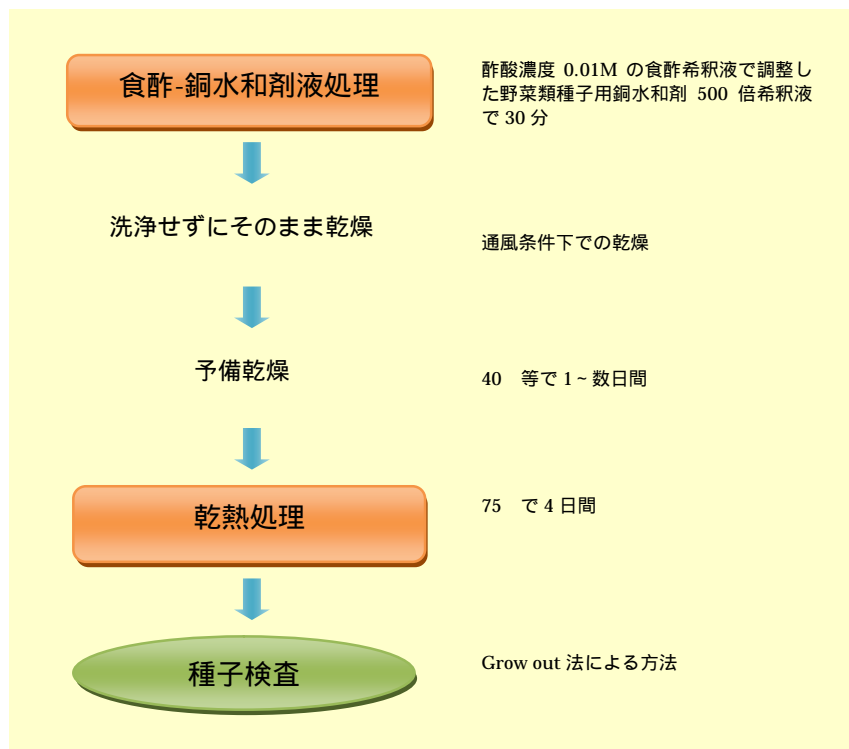 食酢-銅水和剤液処理
酢酸濃度 0.01M の食酢希釈液で調整し
た野菜類種子用銅水和剤 500 倍希釈液
で 30 分
洗浄せずにそのまま乾燥
通風条件下での乾燥
予備乾燥
40　等で 1 ~ 数日間
乾熱処理
75　で 4 日間
種子検査
Grow out 法による方法